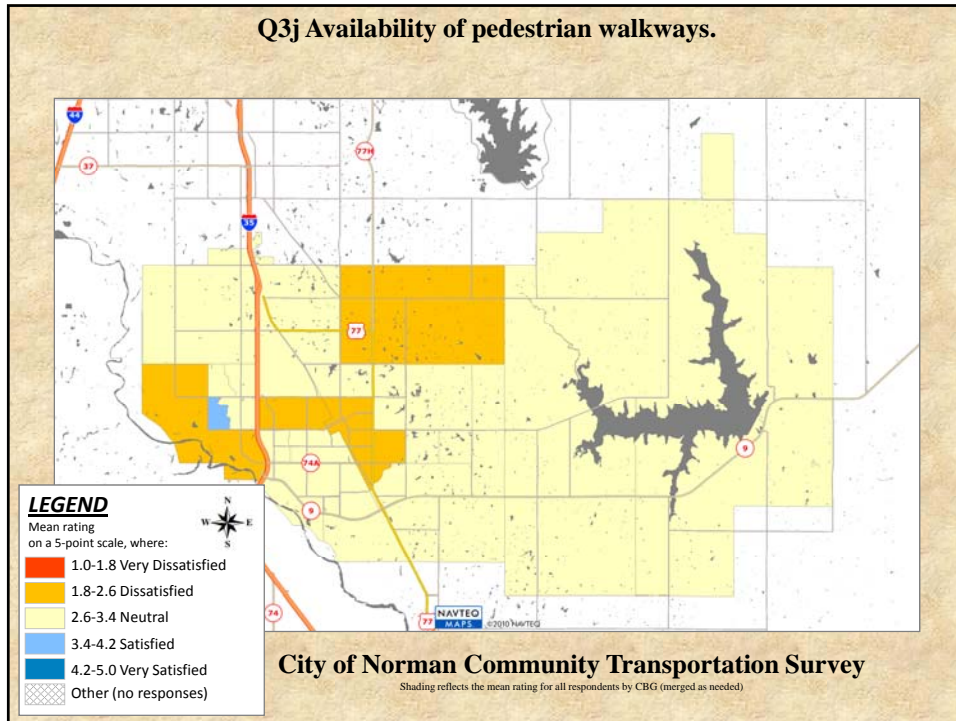 Q3j Availability of pedestrian walkways.
44
37
77H
35
77
74A
9
9
LEGEND
N
W E
S
Mean rating
on a 5-point scale, where:
1.0-1.8 Very Dissatisfied
1.8-2.6 Dissatisfied
2.6-3.4 Neutral
3.4-4.2 Satisfied
4.2-5.0 Very Satisfied
Other (no responses)
74
77
NAVTEQ
MAPS
©2010 NAVTEQ
City of Norman Community Transportation Survey
Shading reflects the mean rating for all respondents by CBG (merged as needed)